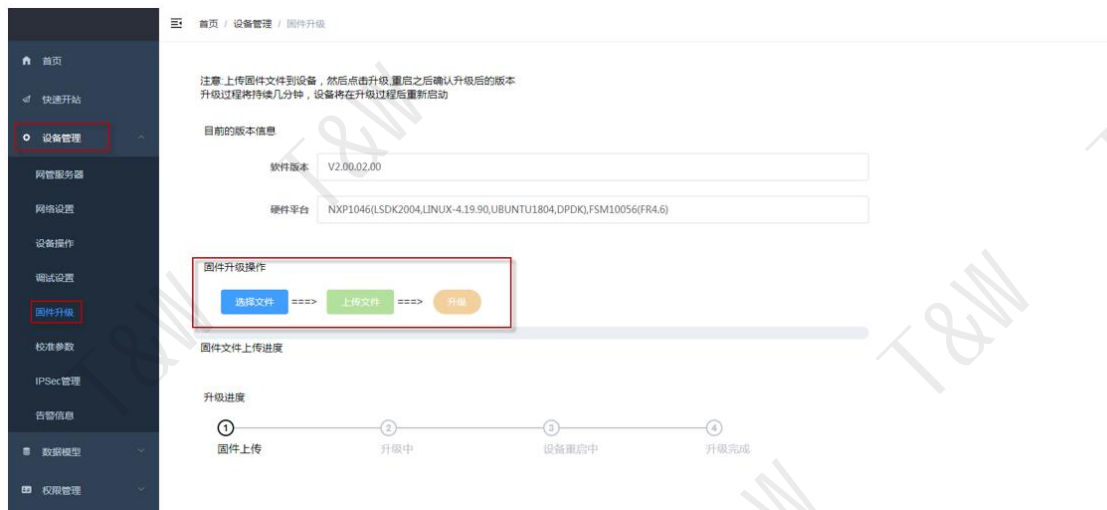 首页 / 设备管理 / 固件升级
首页
快速开站
设备管理
网管服务器
网络设置
设备操作
调试设置
固件升级
校准参数
IPSec管理
告警信息
数据模型
权限管理
注意:上传固件文件到设备，然后点击升级,重启之后确认升级后的版本
升级过程将持续几分钟，设备将在升级过程后重新启动
目前的版本信息
软件版本 V2.00.02.00
硬件平台 NXP1046(LSDK2004,LINUX-4.19.90,UBUNTU1804,DPDK),FSM10056(FR4.6)
固件升级操作
选择文件 ===> 上传文件 ===> 升级
固件文件上传进度
升级进度
1 2 3 4
固件上传 升级中 设备重启中 升级完成
T&W
T&W
T&W
T&W